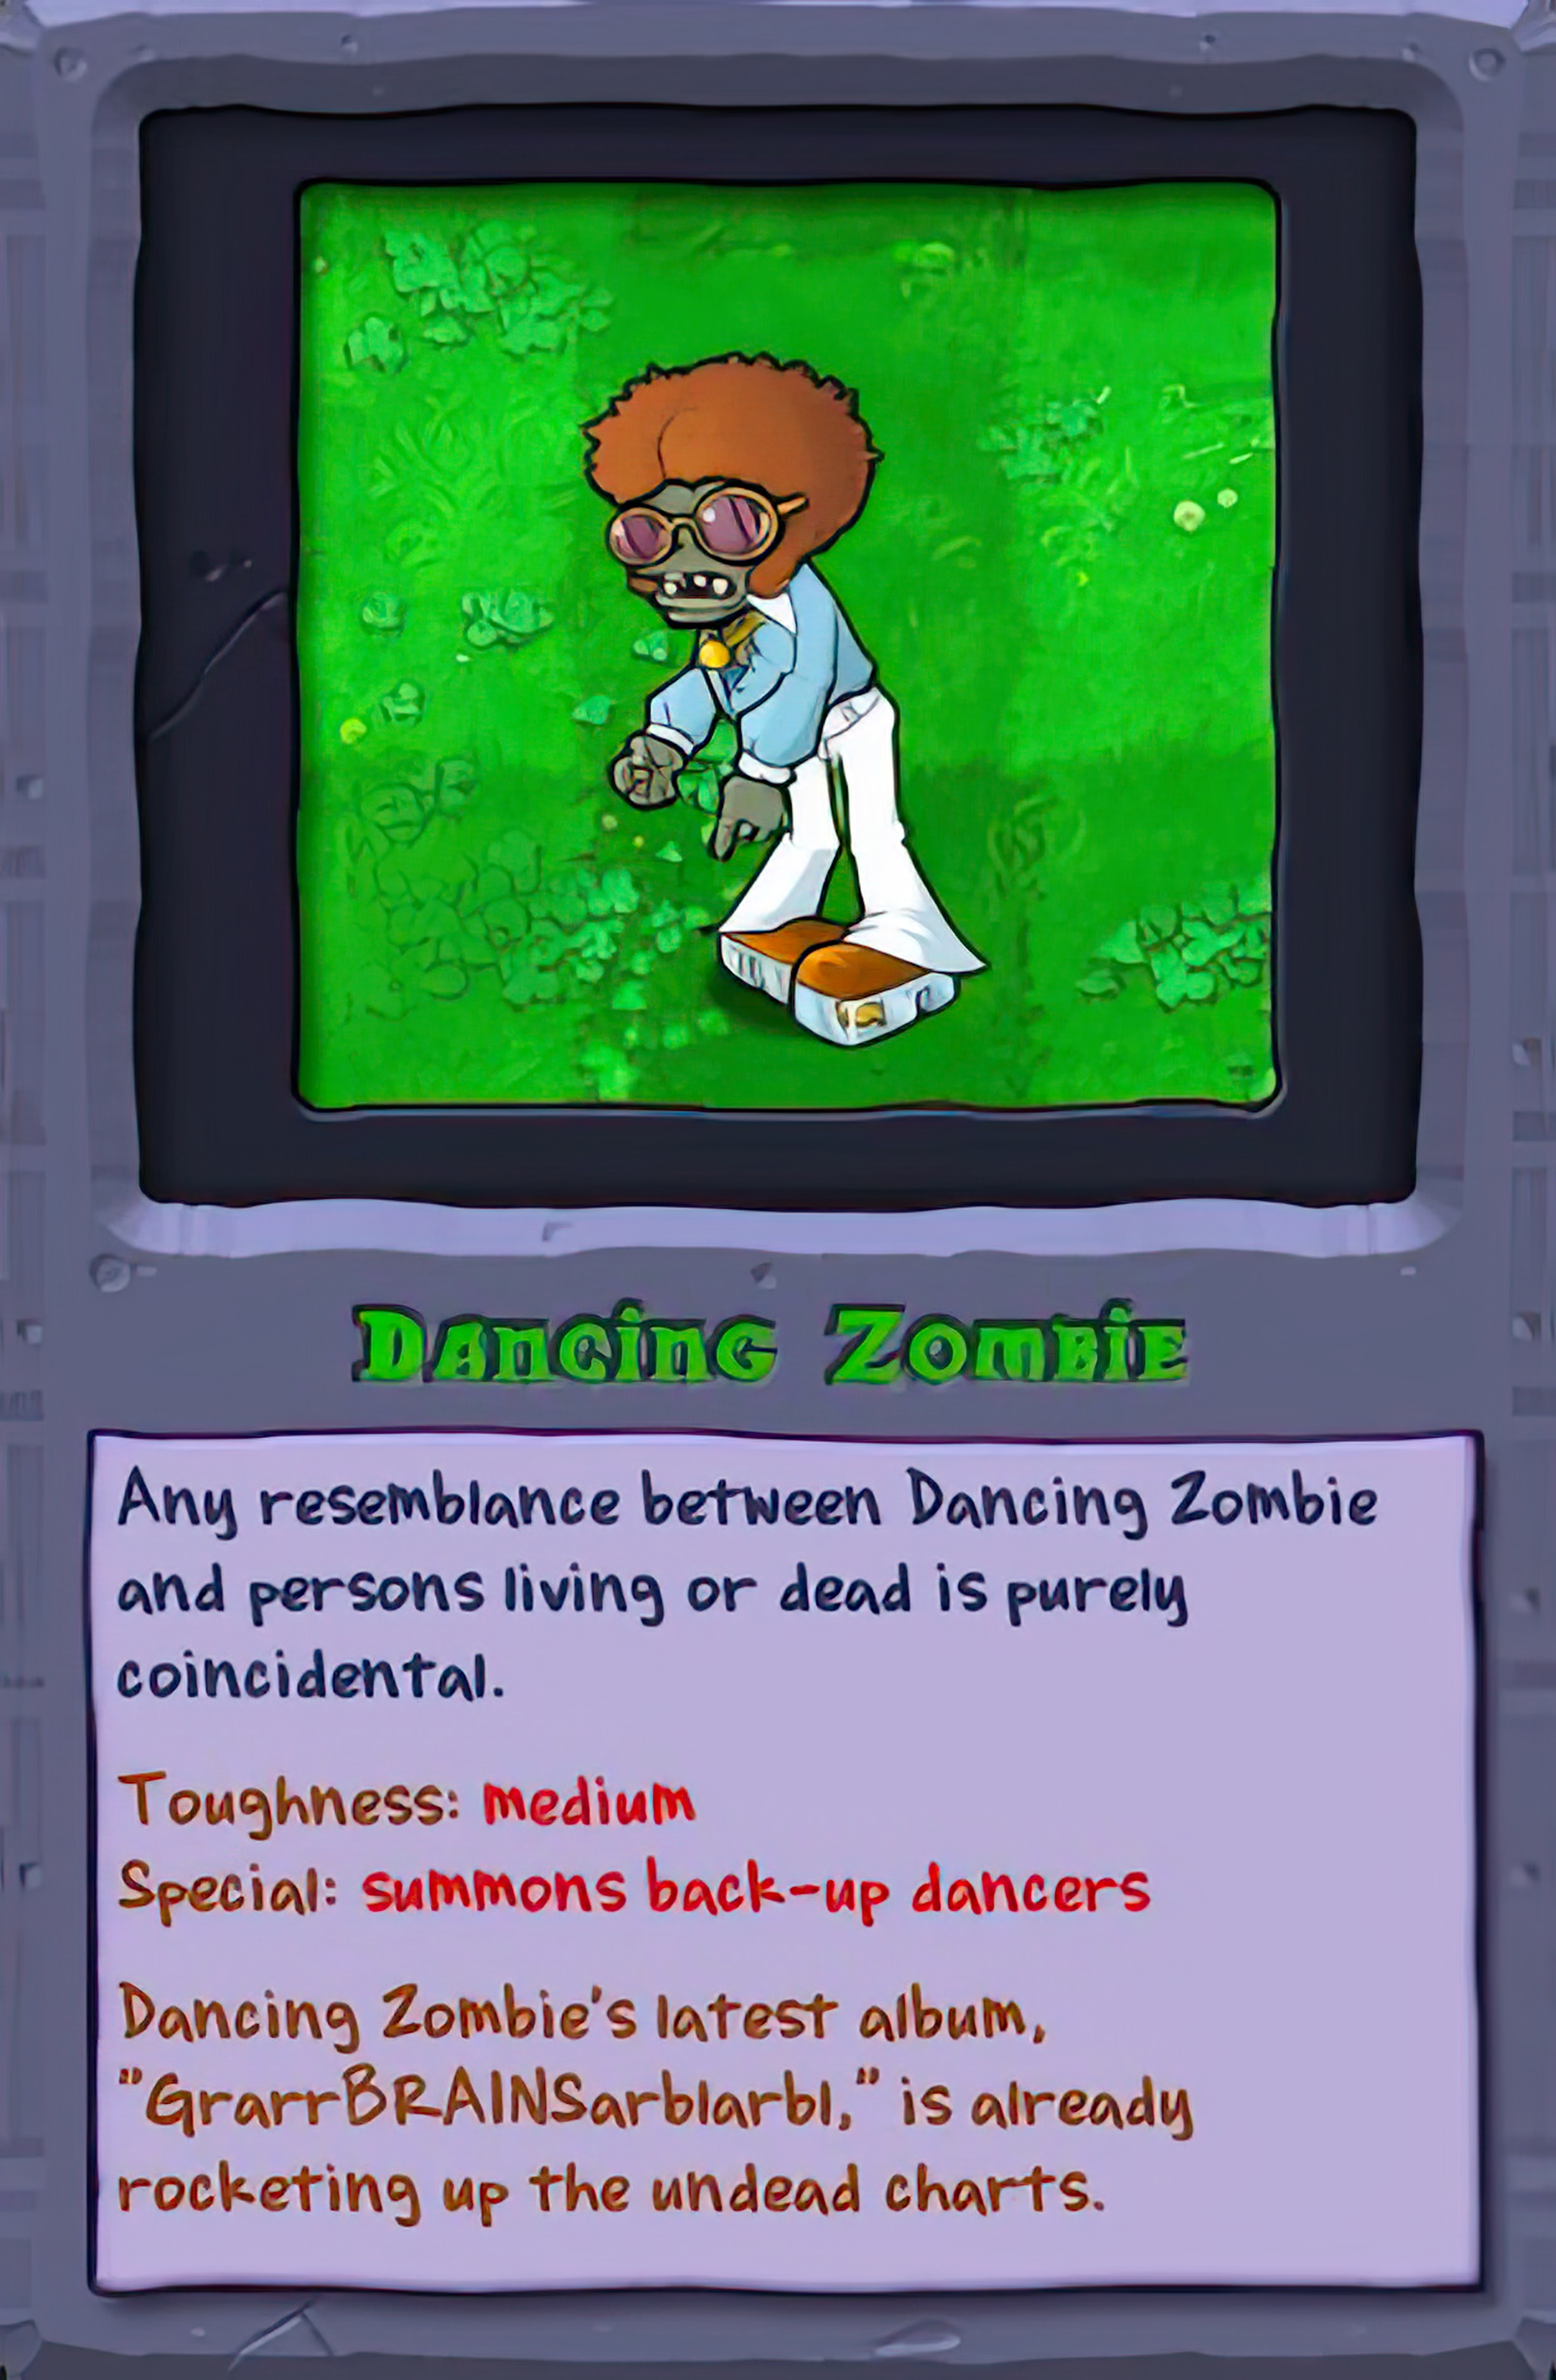 Dancing Zombie
Any resemblance between Dancing Zombie
and persons living or dead is purely
coincidental.
Toughness: medium
Special: summons back-up dancers
Dancing Zombie's latest album,
"GrarrBRAINSarblarbl," is already
rocketing up the undead charts.